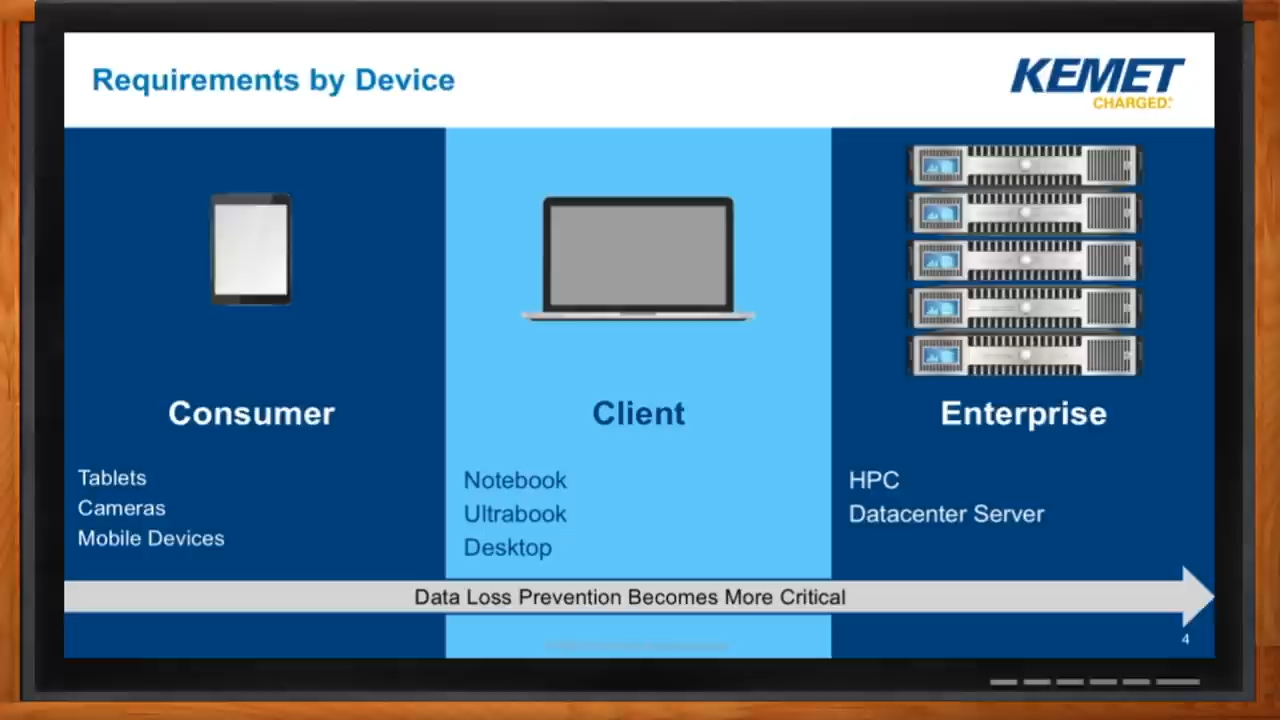 Requirements by Device
KEMET
CHARGED.
Consumer
Client
Enterprise
Tablets
Cameras
Mobile Devices
Notebook
Ultrabook
Desktop
HPC
Datacenter Server
Data Loss Prevention Becomes More Critical
4